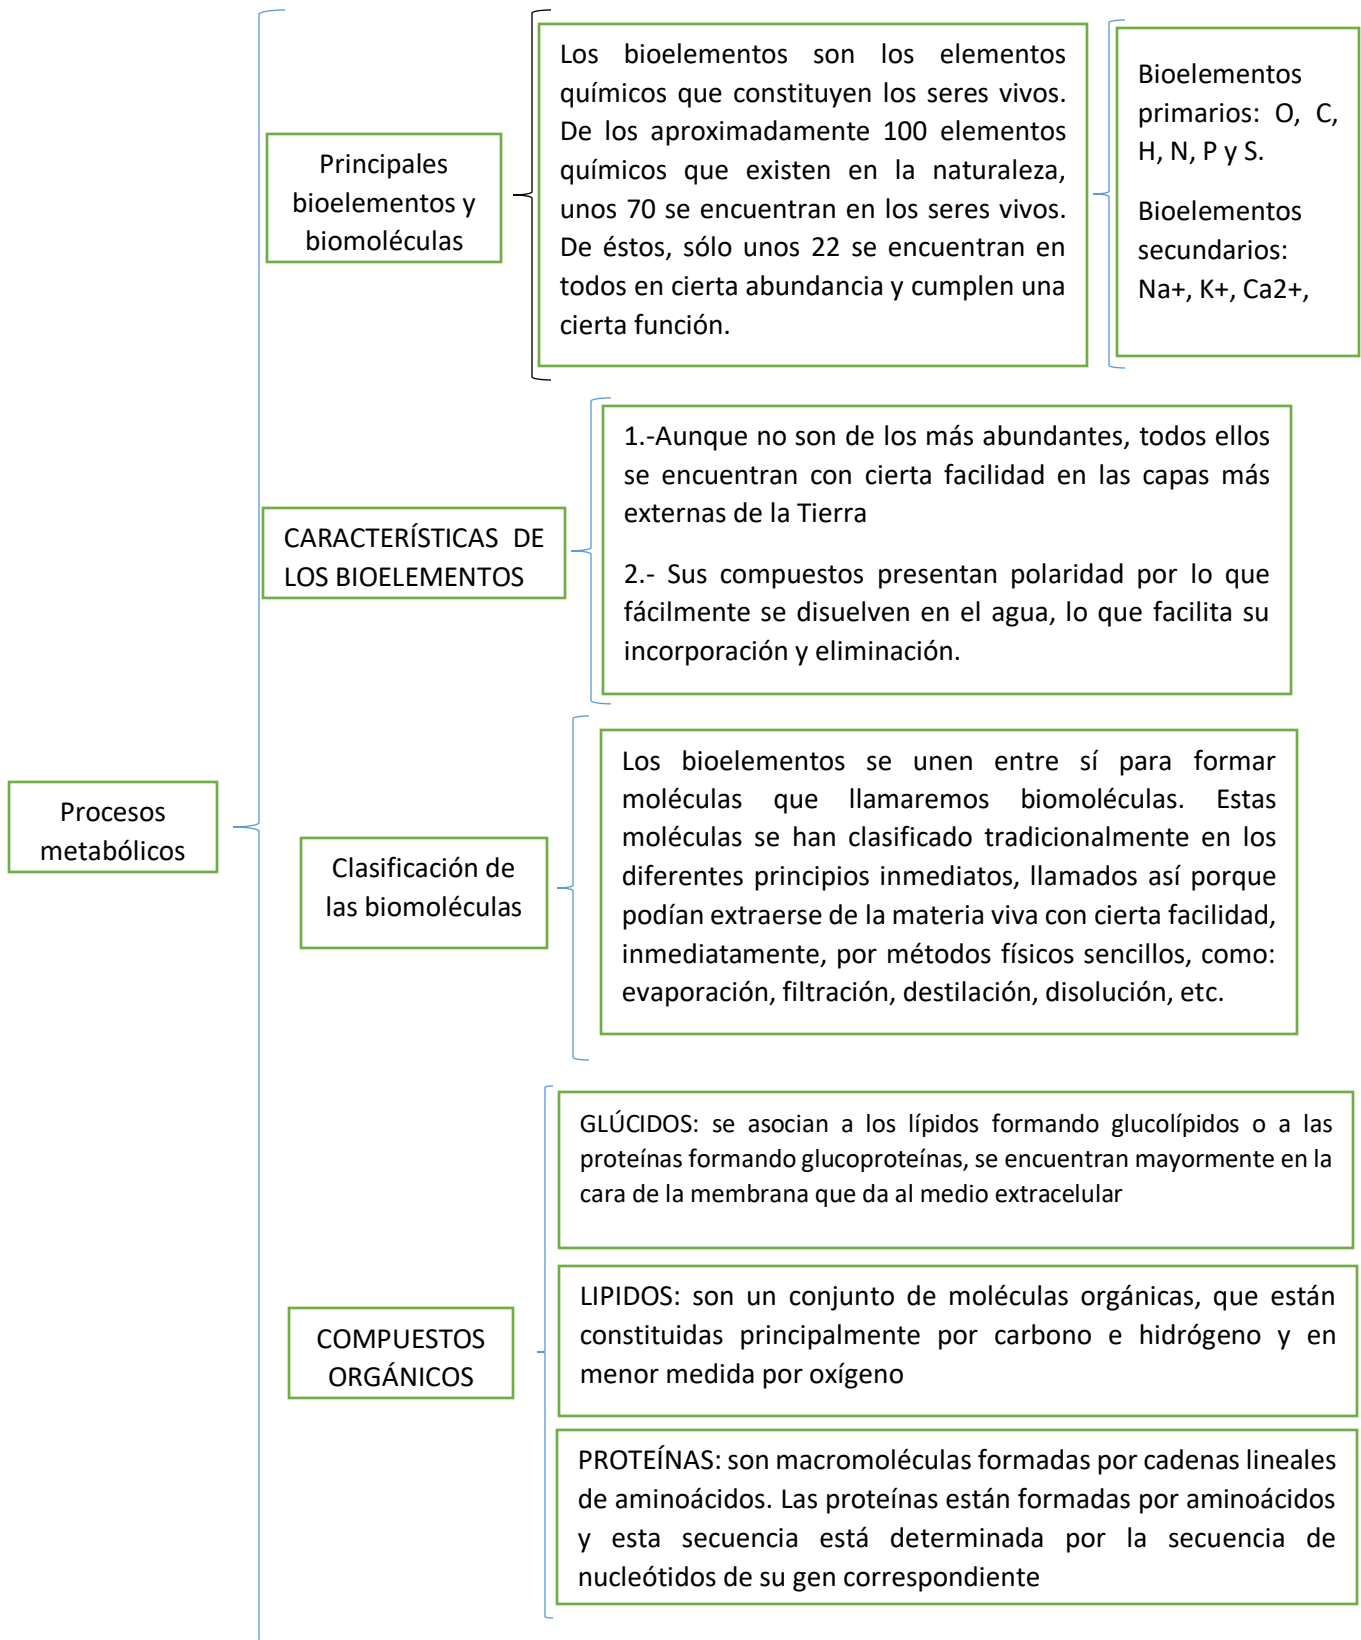 Procesos
metabólicos
Principales
bioelementos y
biomoléculas
Los bioelementos son los elementos
químicos que constituyen los seres vivos.
De los aproximadamente 100 elementos
químicos que existen en la naturaleza,
unos 70 se encuentran en los seres vivos.
De éstos, sólo unos 22 se encuentran en
todos en cierta abundancia y cumplen una
cierta función.
Bioelementos
primarios: O, C,
H, N, P y S.
Bioelementos
secundarios:
Na+, K+, Ca2+,
CARACTERÍSTICAS DE
LOS BIOELEMENTOS
1.-Aunque no son de los más abundantes, todos ellos
se encuentran con cierta facilidad en las capas más
externas de la Tierra
2.- Sus compuestos presentan polaridad por lo que
fácilmente se disuelven en el agua, lo que facilita su
incorporación y eliminación.
Clasificación de
las biomoléculas
Los bioelementos se unen entre sí para formar
moléculas que llamaremos biomoléculas. Estas
moléculas se han clasificado tradicionalmente en los
diferentes principios inmediatos, llamados así porque
podían extraerse de la materia viva con cierta facilidad,
inmediatamente, por métodos físicos sencillos, como:
evaporación, filtración, destilación, disolución, etc.
COMPUESTOS
ORGÁNICOS
GLÚCIDOS: se asocian a los lípidos formando glucolípidos o a las
proteínas formando glucoproteínas, se encuentran mayormente en la
cara de la membrana que da al medio extracelular
LIPIDOS: son un conjunto de moléculas orgánicas, que están
constituidas principalmente por carbono e hidrógeno y en
menor medida por oxígeno
PROTEÍNAS: son macromoléculas formadas por cadenas lineales
de aminoácidos. Las proteínas están formadas por aminoácidos
y esta secuencia está determinada por la secuencia de
nucleótidos de su gen correspondiente